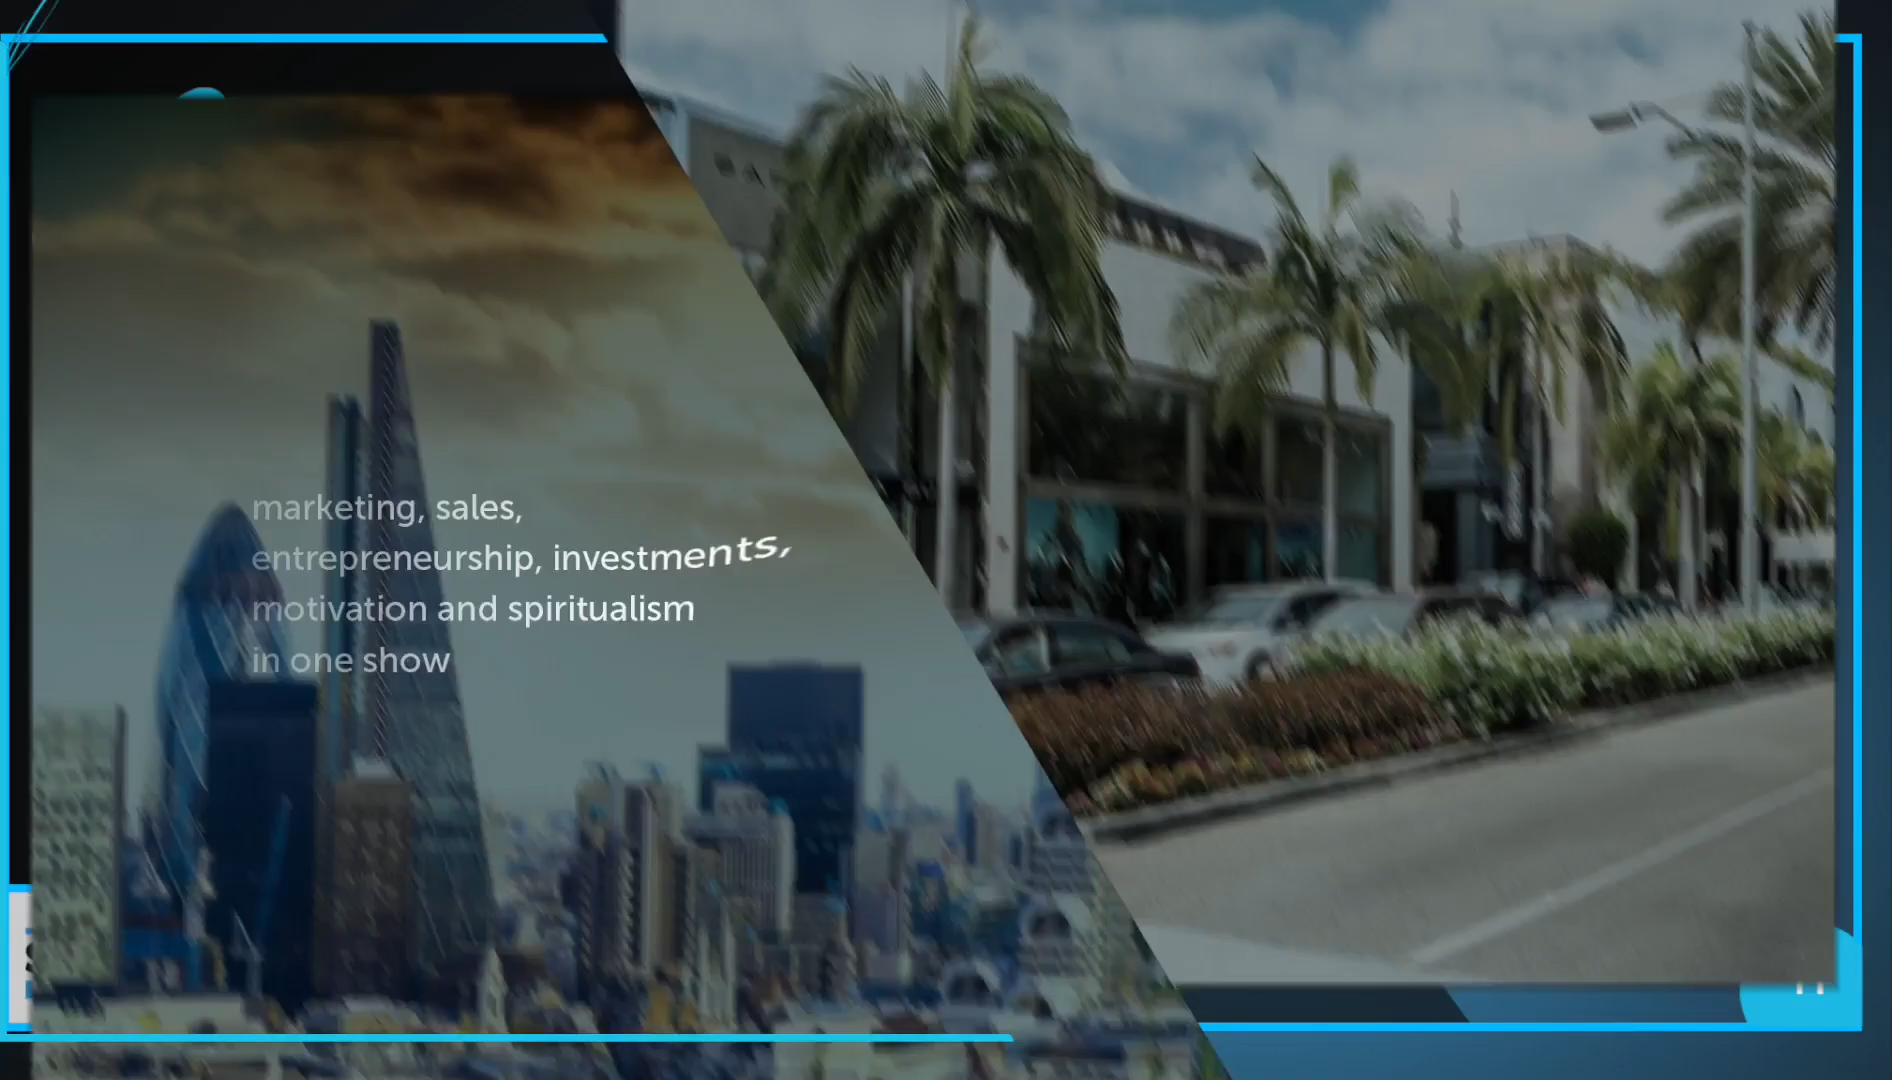 marketing, sales,
entrepreneurship, investments,
motivation and spiritualism
in one show